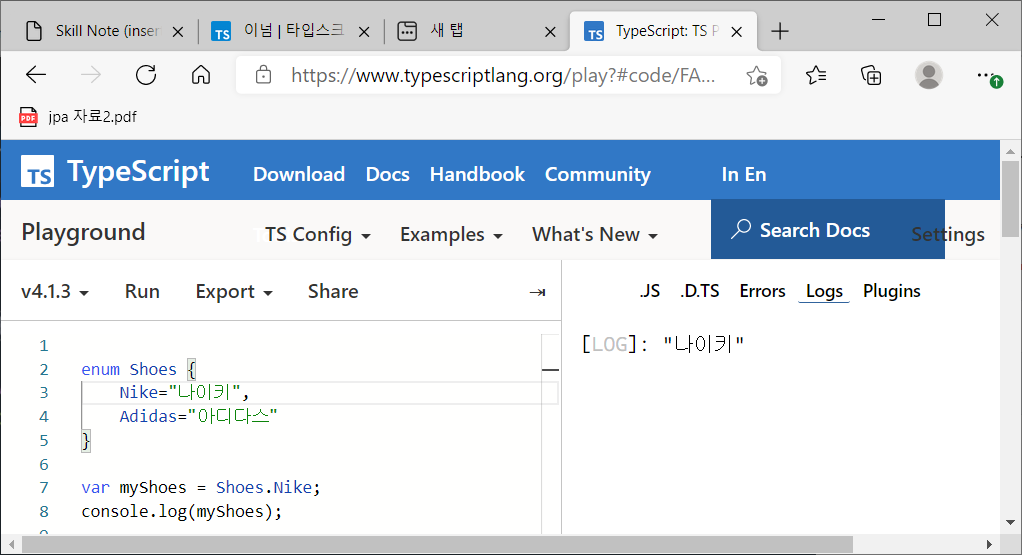 Skill Note (inser
TS 이넘 | 타입스크
새 탭
TS TypeScript: TS P
https://www.typescriptlang.org/play?#code/FA...
PDF jpa 자료2.pdf
TS TypeScript Download Docs Handbook Community In En
Playground TS Config Examples What's New Search Docs Settings
v4.1.3 Run Export Share
.JS .D.TS Errors Logs Plugins
1
2 enum Shoes {
3 Nike="나이키",
4 Adidas="아디다스"
5 }
6
7 var myShoes = Shoes.Nike;
8 console.log(myShoes);
[LOG]: "나이키"